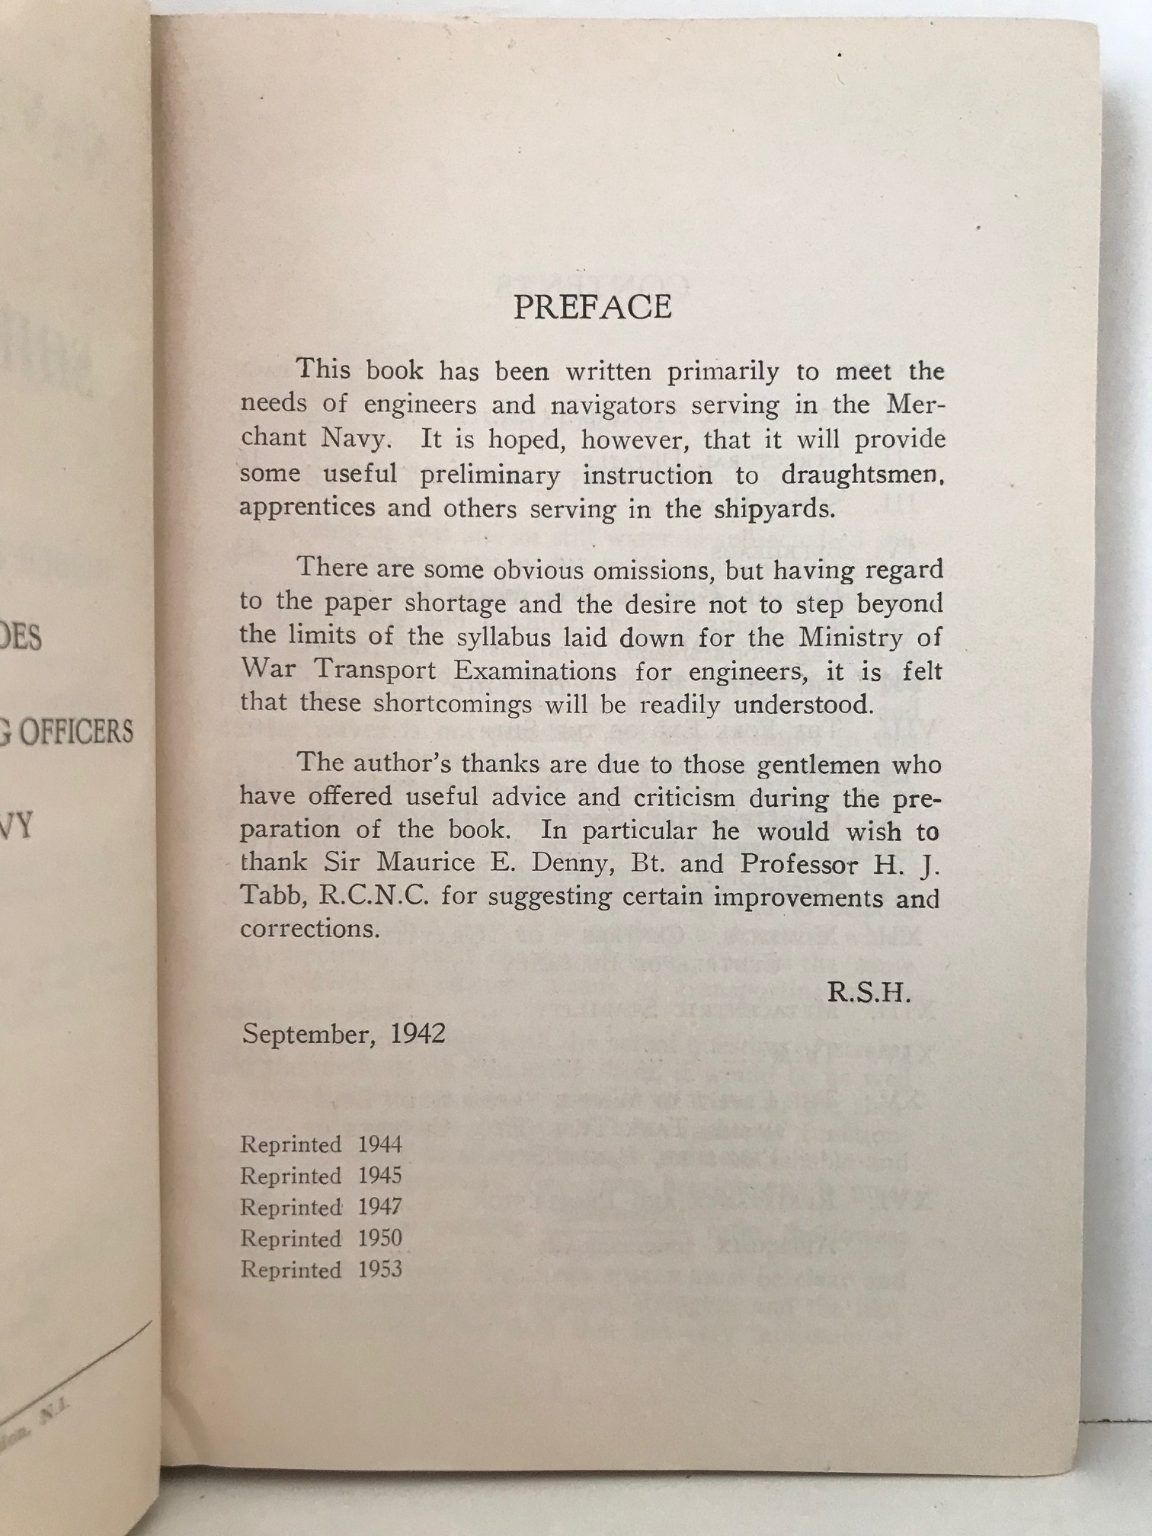 PREFACE
This book has been written primarily to meet the
needs of engineers and navigators serving in the Mer-
chant Navy. It is hoped, however, that it will provide
some useful preliminary instruction to draughtsmen,
apprentices and others serving in the shipyards.
There are some obvious omissions, but having regard
to the paper shortage and the desire not to step beyond
the limits of the syllabus laid down for the Ministry of
War Transport Examinations for engineers, it is felt
that these shortcomings will be readily understood.
The author's thanks are due to those gentlemen who
have offered useful advice and criticism during the pre-
paration of the book. In particular he would wish to
thank Sir Maurice E. Denny, Bt. and Professor H. J.
Tabb, R.C.N.C. for suggesting certain improvements and
corrections.
R.S.H.
September, 1942
Reprinted 1944
Reprinted 1945
Reprinted 1947
Reprinted 1950
Reprinted 1953
OFFICERS
N.1.